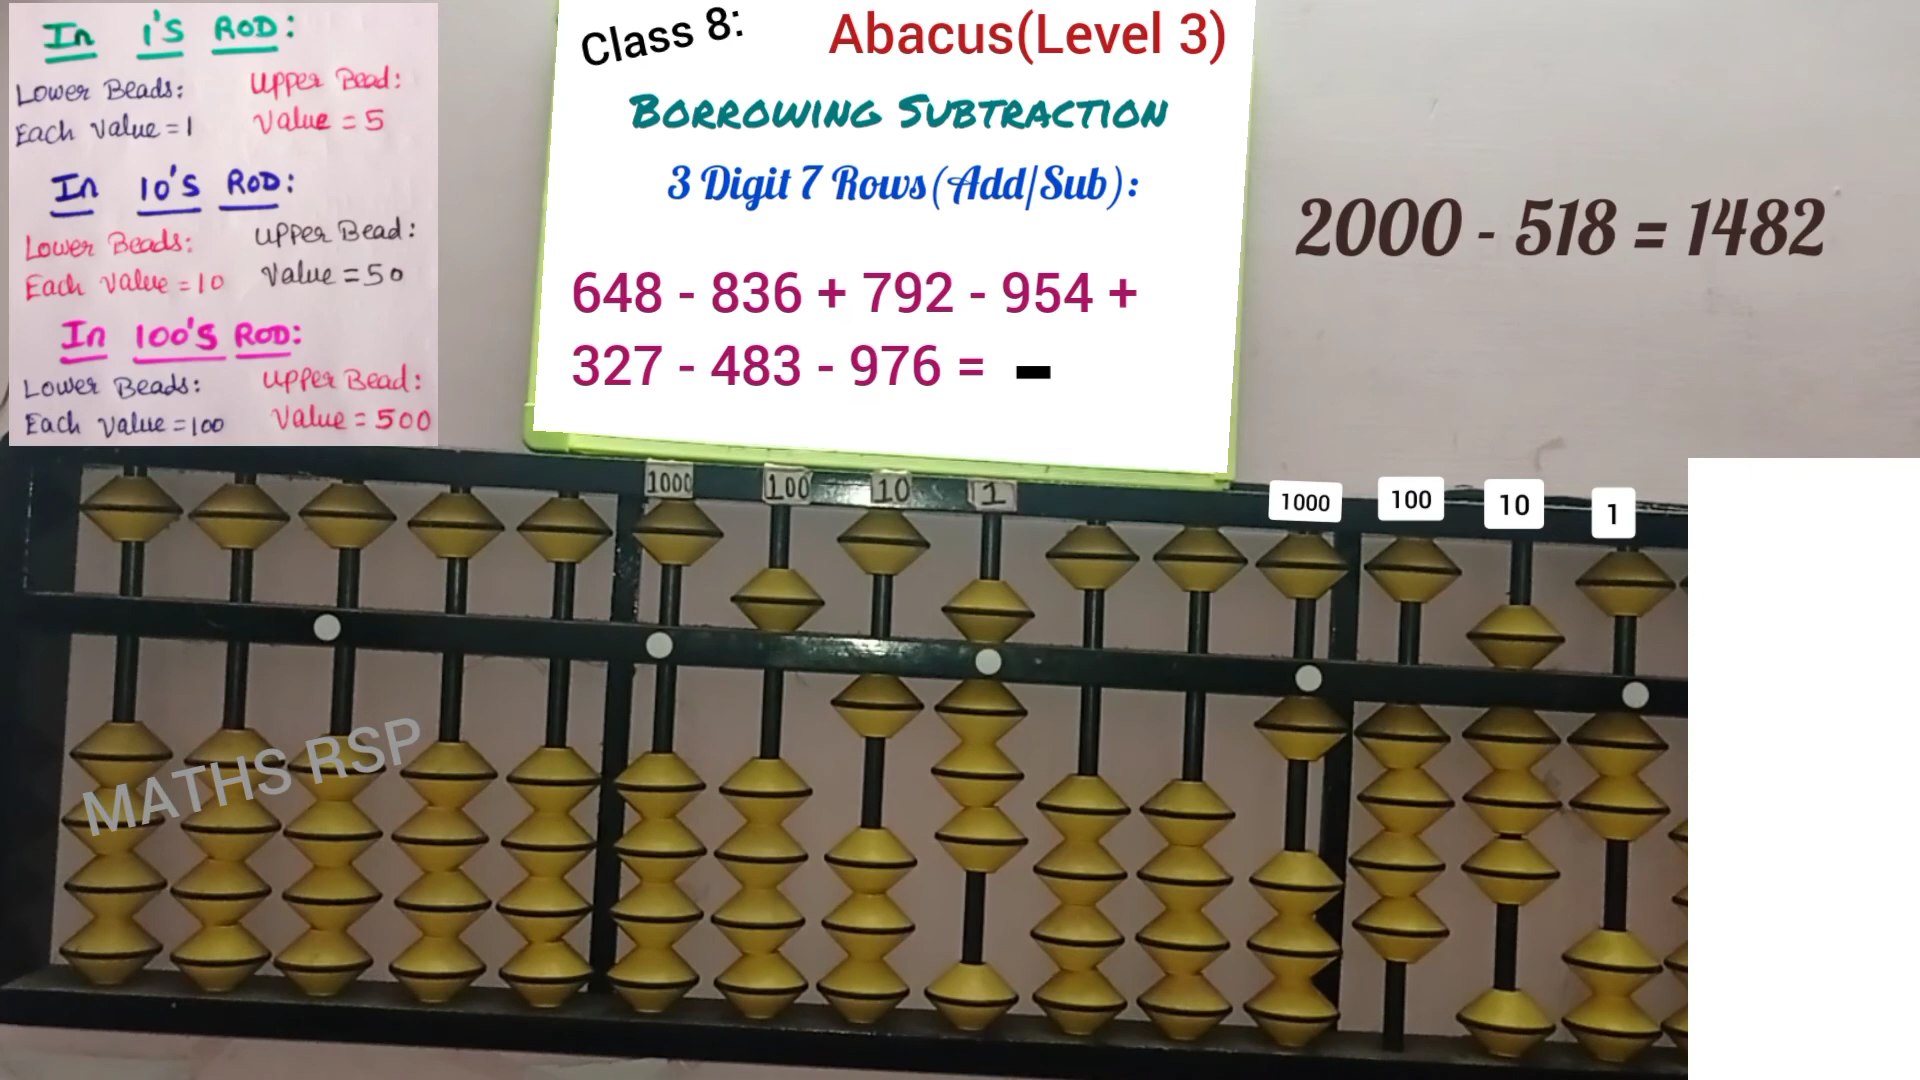 In 1's ROD:
Lower Beads: Upper Bead:
Each Value = 1 Value = 5
In 10's ROD:
Lower Beads: Upper Bead:
Each Value = 10 Value = 50
In 100's ROD:
Lower Beads: Upper Bead:
Each Value = 100 Value = 500
Class 8: Abacus(Level 3)
BORROWING SUBTRACTION
3 Digit 7 Rows(Add/Sub):
648 - 836 + 792 - 954 +
327 - 483 - 976 = -
2000 - 518 = 1482
1000 100 10 1
1000 100 10 1
MATHS RSP